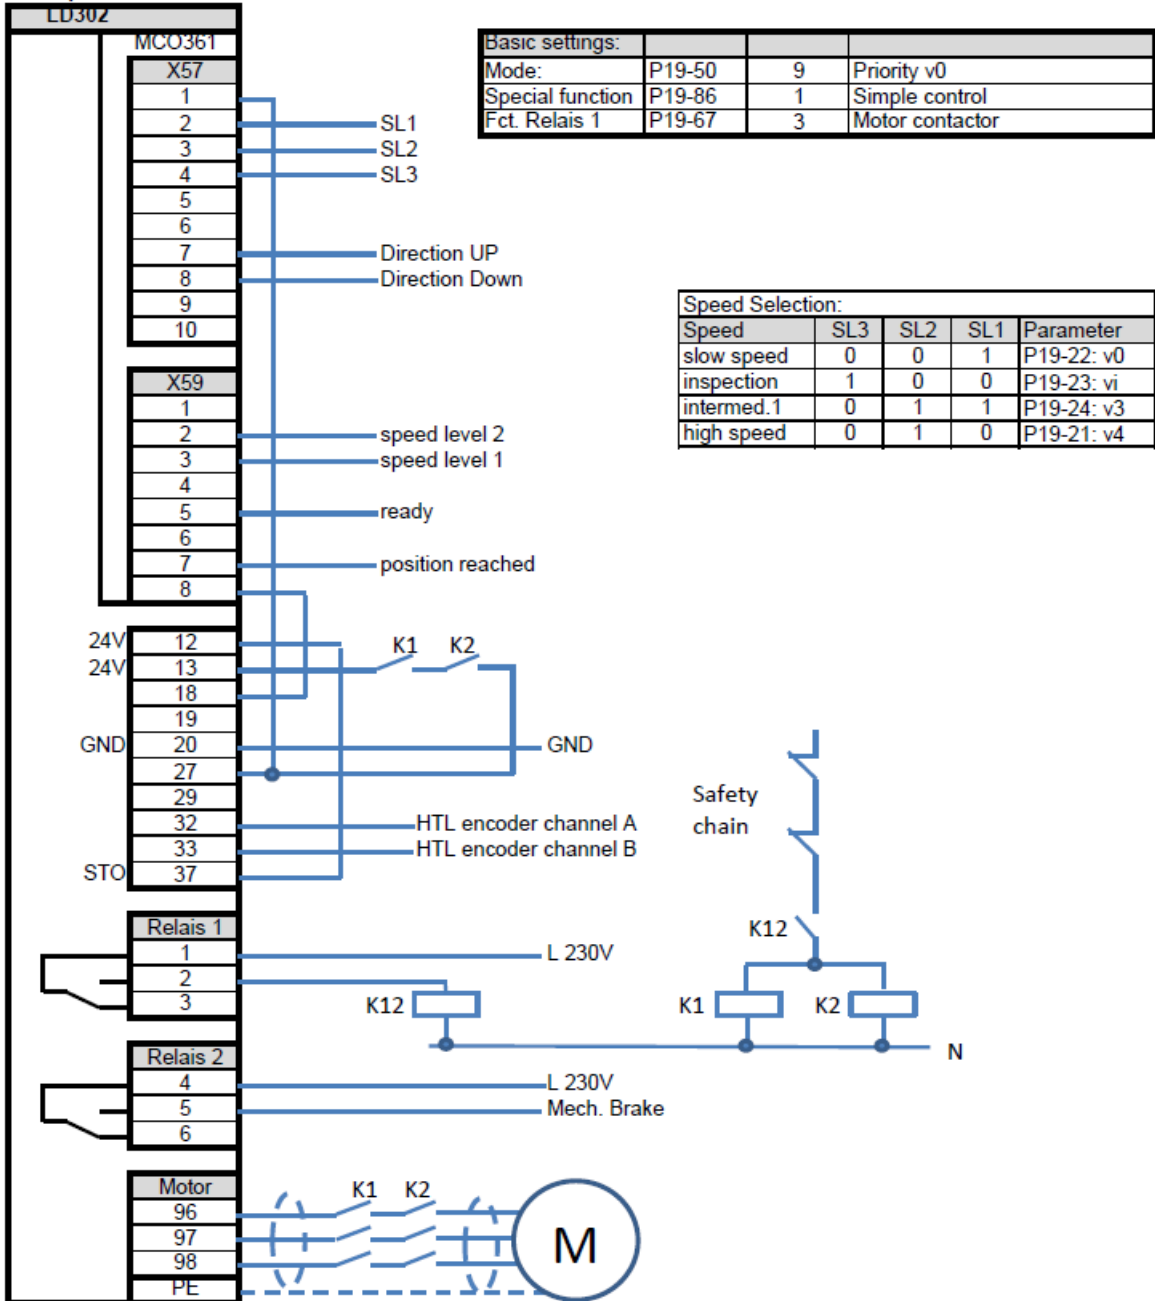 LD302
MCO361
X57
1
2 SL1
3 SL2
4 SL3
5
6
7 Direction UP
8 Direction Down
9
10
Basic settings:
Mode: P19-50 9 Priority v0
Special function P19-86 1 Simple control
Fct. Relais 1 P19-67 3 Motor contactor
Speed Selection:
Speed SL3 SL2 SL1 Parameter
slow speed 0 0 1 P19-22: v0
inspection 1 0 0 P19-23: vi
intermed.1 0 1 1 P19-24: v3
high speed 0 1 0 P19-21: v4
X59
1
2 speed level 2
3 speed level 1
4
5 ready
6
7 position reached
8
24V 12 K1 K2
24V 13
18
19
GND 20 GND
27
29
32 HTL encoder channel A
33 HTL encoder channel B
STO 37
Safety
chain
K12
K1 K2
N
Relais 1
1 L 230V
2
3 K12
Relais 2
4 L 230V
5 Mech. Brake
6
Motor K1 K2
96
97 M
98
PE